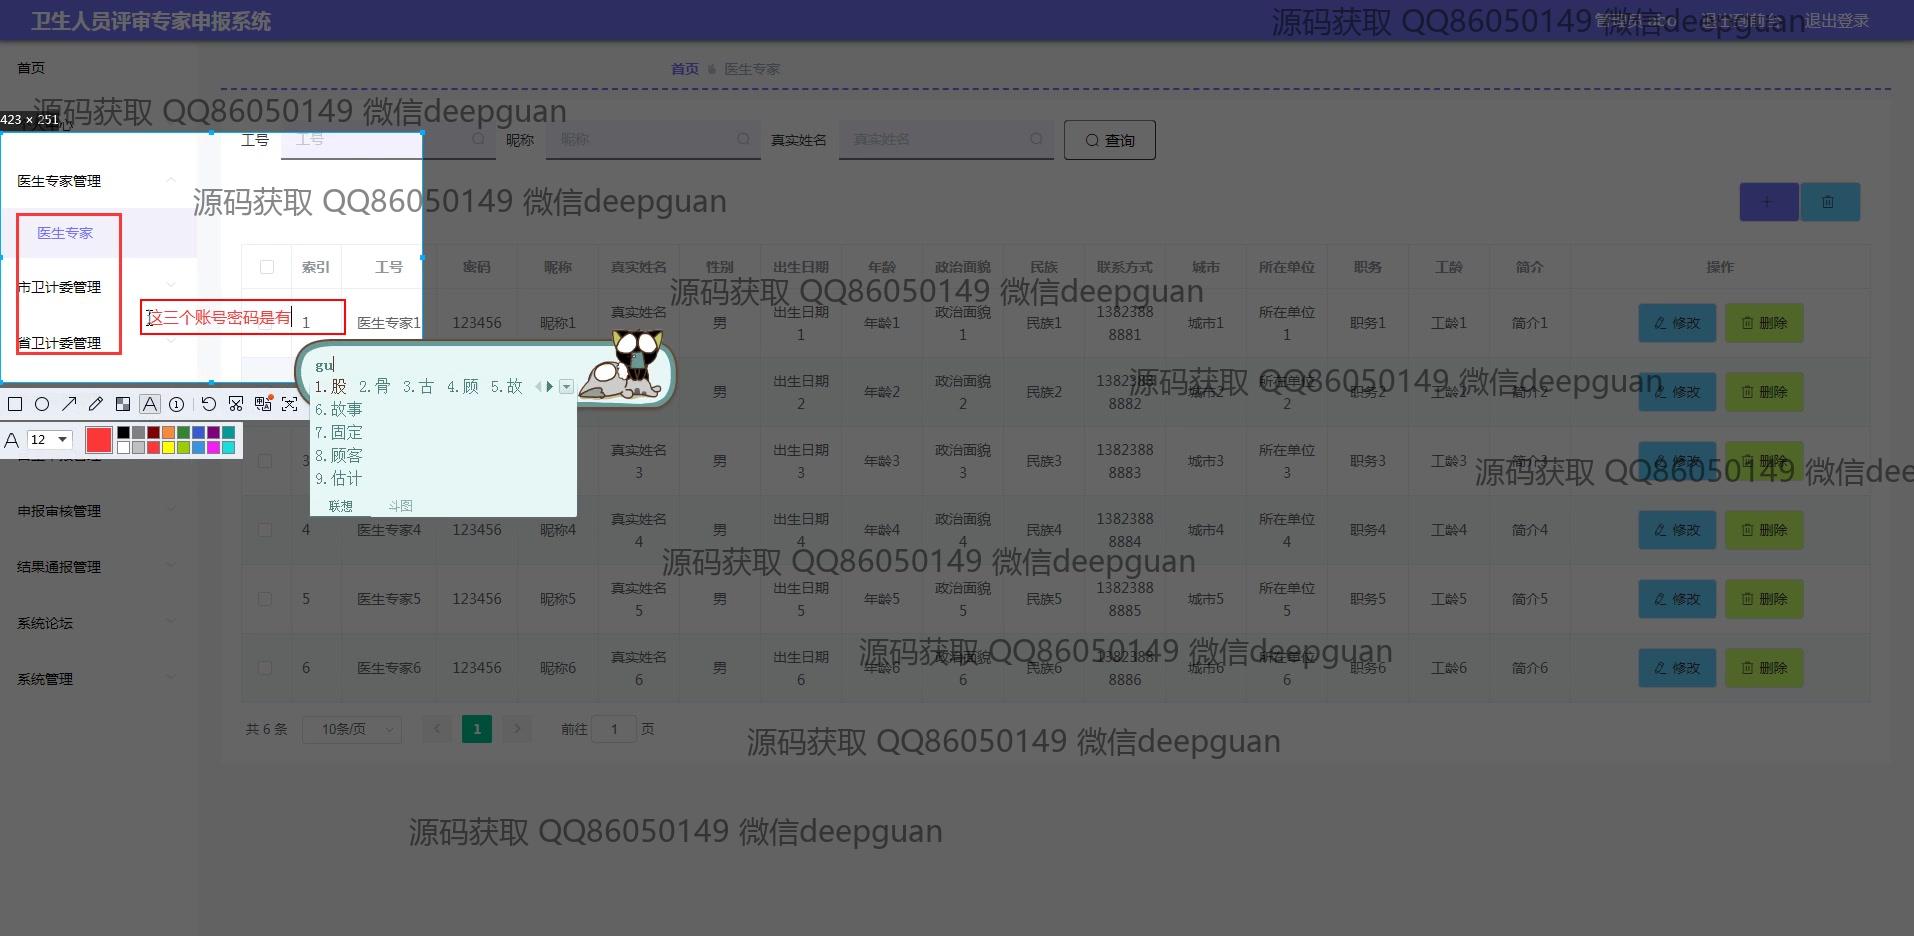 卫生人员评审专家申报系统
源码获取 QQ86050149 微信deepguan
退出登录
首页
首页 医生专家
源码获取 QQ86050149 微信deepguan
423 × 251
工号 工号 昵称 昵称 真实姓名 真实姓名 查询
医生专家管理
源码获取 QQ86050149 微信deepguan
医生专家
索引 工号 密码 昵称 真实姓名 性别 出生日期 年龄 政治面貌 民族 联系方式 城市 所在单位 职务 工龄 简介 操作
市卫计委管理
源码获取 QQ86050149 微信deepguan
这三个账号密码是有
1 医生专家1 123456 昵称1 真实姓名1 男 出生日期1 年龄1 政治面貌1 民族1 13823888881 城市1 所在单位1 职务1 工龄1 简介1 修改 删除
省卫计委管理
gu
1.股 2.骨 3.古 4.顾 5.故
6.故事
7.固定
8.顾客
9.估计
联想 斗图
出生日期2 年龄2 政治面貌2 民族2 13823888882 城市2 所在单位2 职务2 工龄2 简介2 修改 删除
源码获取 QQ86050149 微信deepguan
A 12
3 真实姓名3 男 出生日期3 年龄3 政治面貌3 民族3 13823888883 城市3 所在单位3 职务3 工龄3 简介3 修改 删除
源码获取 QQ86050149 微信dee
申报审核管理
4 医生专家4 123456 昵称4 真实姓名4 男 出生日期4 年龄4 政治面貌4 民族4 13823888884 城市4 所在单位4 职务4 工龄4 简介4 修改 删除
源码获取 QQ86050149 微信deepguan
结果通报管理
5 医生专家5 123456 昵称5 真实姓名5 男 出生日期5 年龄5 政治面貌5 民族5 13823888885 城市5 所在单位5 职务5 工龄5 简介5 修改 删除
系统论坛
源码获取 QQ86050149 微信deepguan
6 医生专家6 123456 昵称6 真实姓名6 男 出生日期6 年龄6 政治面貌6 民族6 13823888886 城市6 所在单位6 职务6 工龄6 简介6 修改 删除
系统管理
共 6 条 10条/页 1 前往 1 页
源码获取 QQ86050149 微信deepguan
源码获取 QQ86050149 微信deepguan